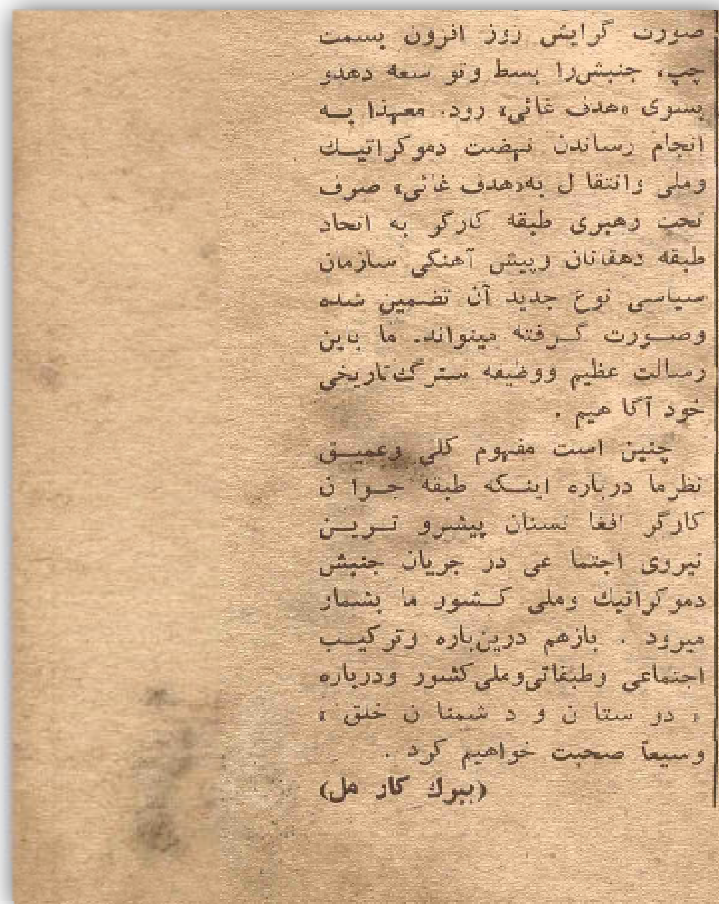 صورت گرایش روز افزون بسمت
چپ، جنبش‌را بسط وتو سعه دهدو
بسوی «هدف غائی» رود. معهذا به
انجام رساندن نهضت دموکراتیک
وملی وانتقا ل به«هدف غائی» صرف
تحت رهبری طبقه کارگر به اتحاد
طبقه دهقانان وپیش آهنگی سازمان
سیاسی نوع جدید آن تضمین شده
وصورت گرفته میتواند. ما باین
رسالت عظیم ووظیفه سترگ تاریخی
خود آگا هیم .
چنین است مفهوم کلی وعمیق
نظرما درباره اینکه طبقه جوا ن
کارگر افغا نستان پیشرو ترین
نیروی اجتما عی در جریان جنبش
دموکراتیک وملی کشور ما بشمار
میرود . بازهم درین‌باره وترکیب
اجتماعی وطبقاتی‌وملی‌کشور ودرباره
« دو ستا ن و د شمنا ن خلق »
وسیعاً صحبت خواهیم کرد .
(ببرک کار مل)